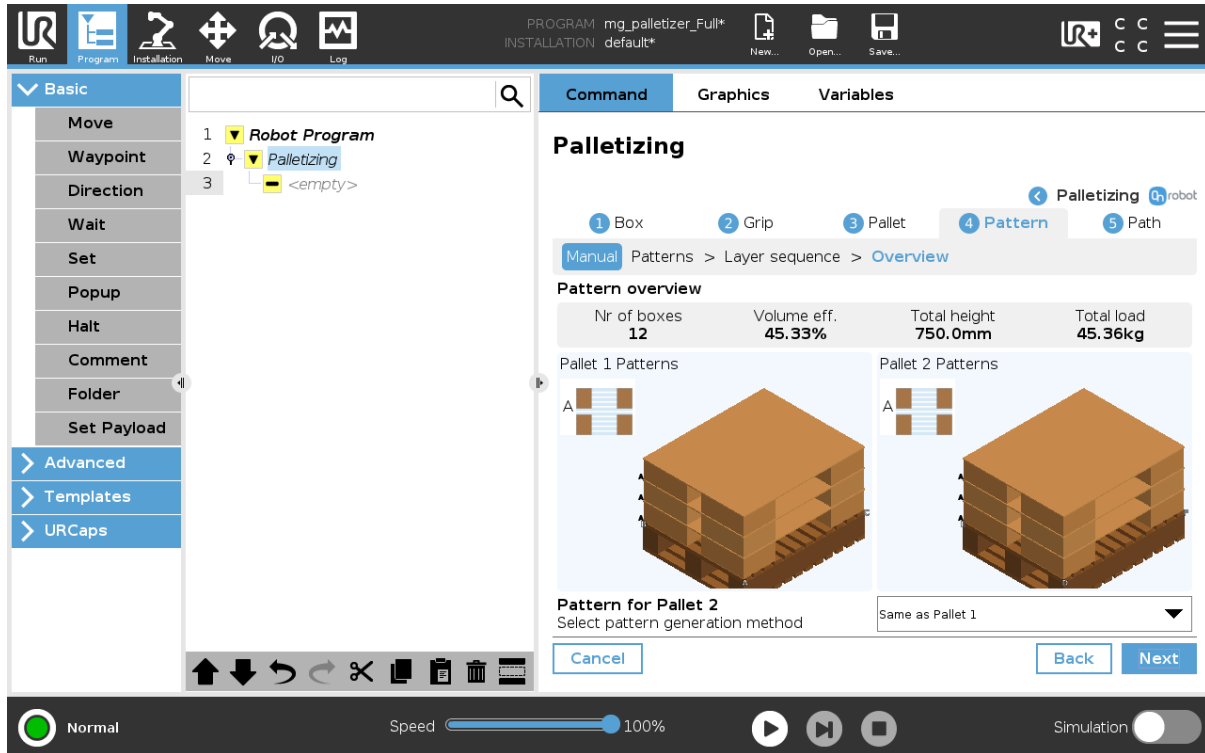 PROGRAM mg_palletizer_Full*
INSTALLATION default*
Run Program Installation Move I/O Log New... Open... Save...
UR+ C C
C C
Basic
Move
Waypoint
Direction
Wait
Set
Popup
Halt
Comment
Folder
Set Payload
Advanced
Templates
URCaps
1 Robot Program
2 Palletizing
3 <empty>
Command Graphics Variables
Palletizing
Palletizing On robot
1 Box 2 Grip 3 Pallet 4 Pattern 5 Path
Manual Patterns > Layer sequence > Overview
Pattern overview
Nr of boxes Volume eff. Total height Total load
12 45.33% 750.0mm 45.36kg
Pallet 1 Patterns Pallet 2 Patterns
A A
Pattern for Pallet 2
Select pattern generation method Same as Pallet 1
Cancel Back Next
Normal Speed 100% Simulation